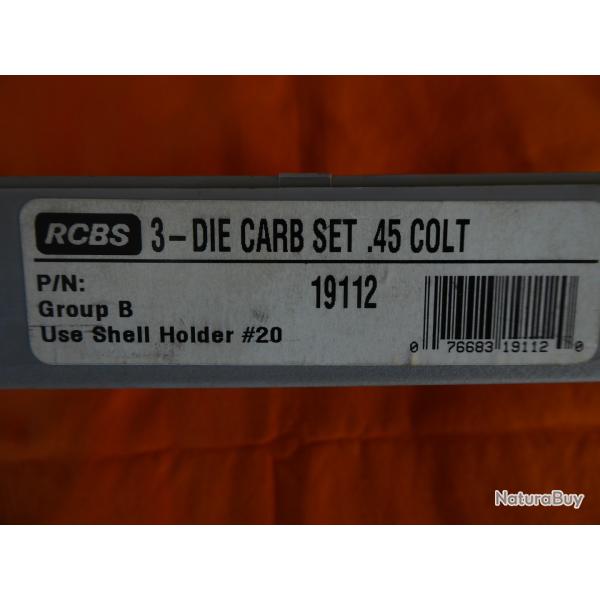 RCBS 3-DIE CARB SET .45 COLT
P/N: 19112
Group B
Use Shell Holder #20
0 76683 19112 0
NaturaBuy